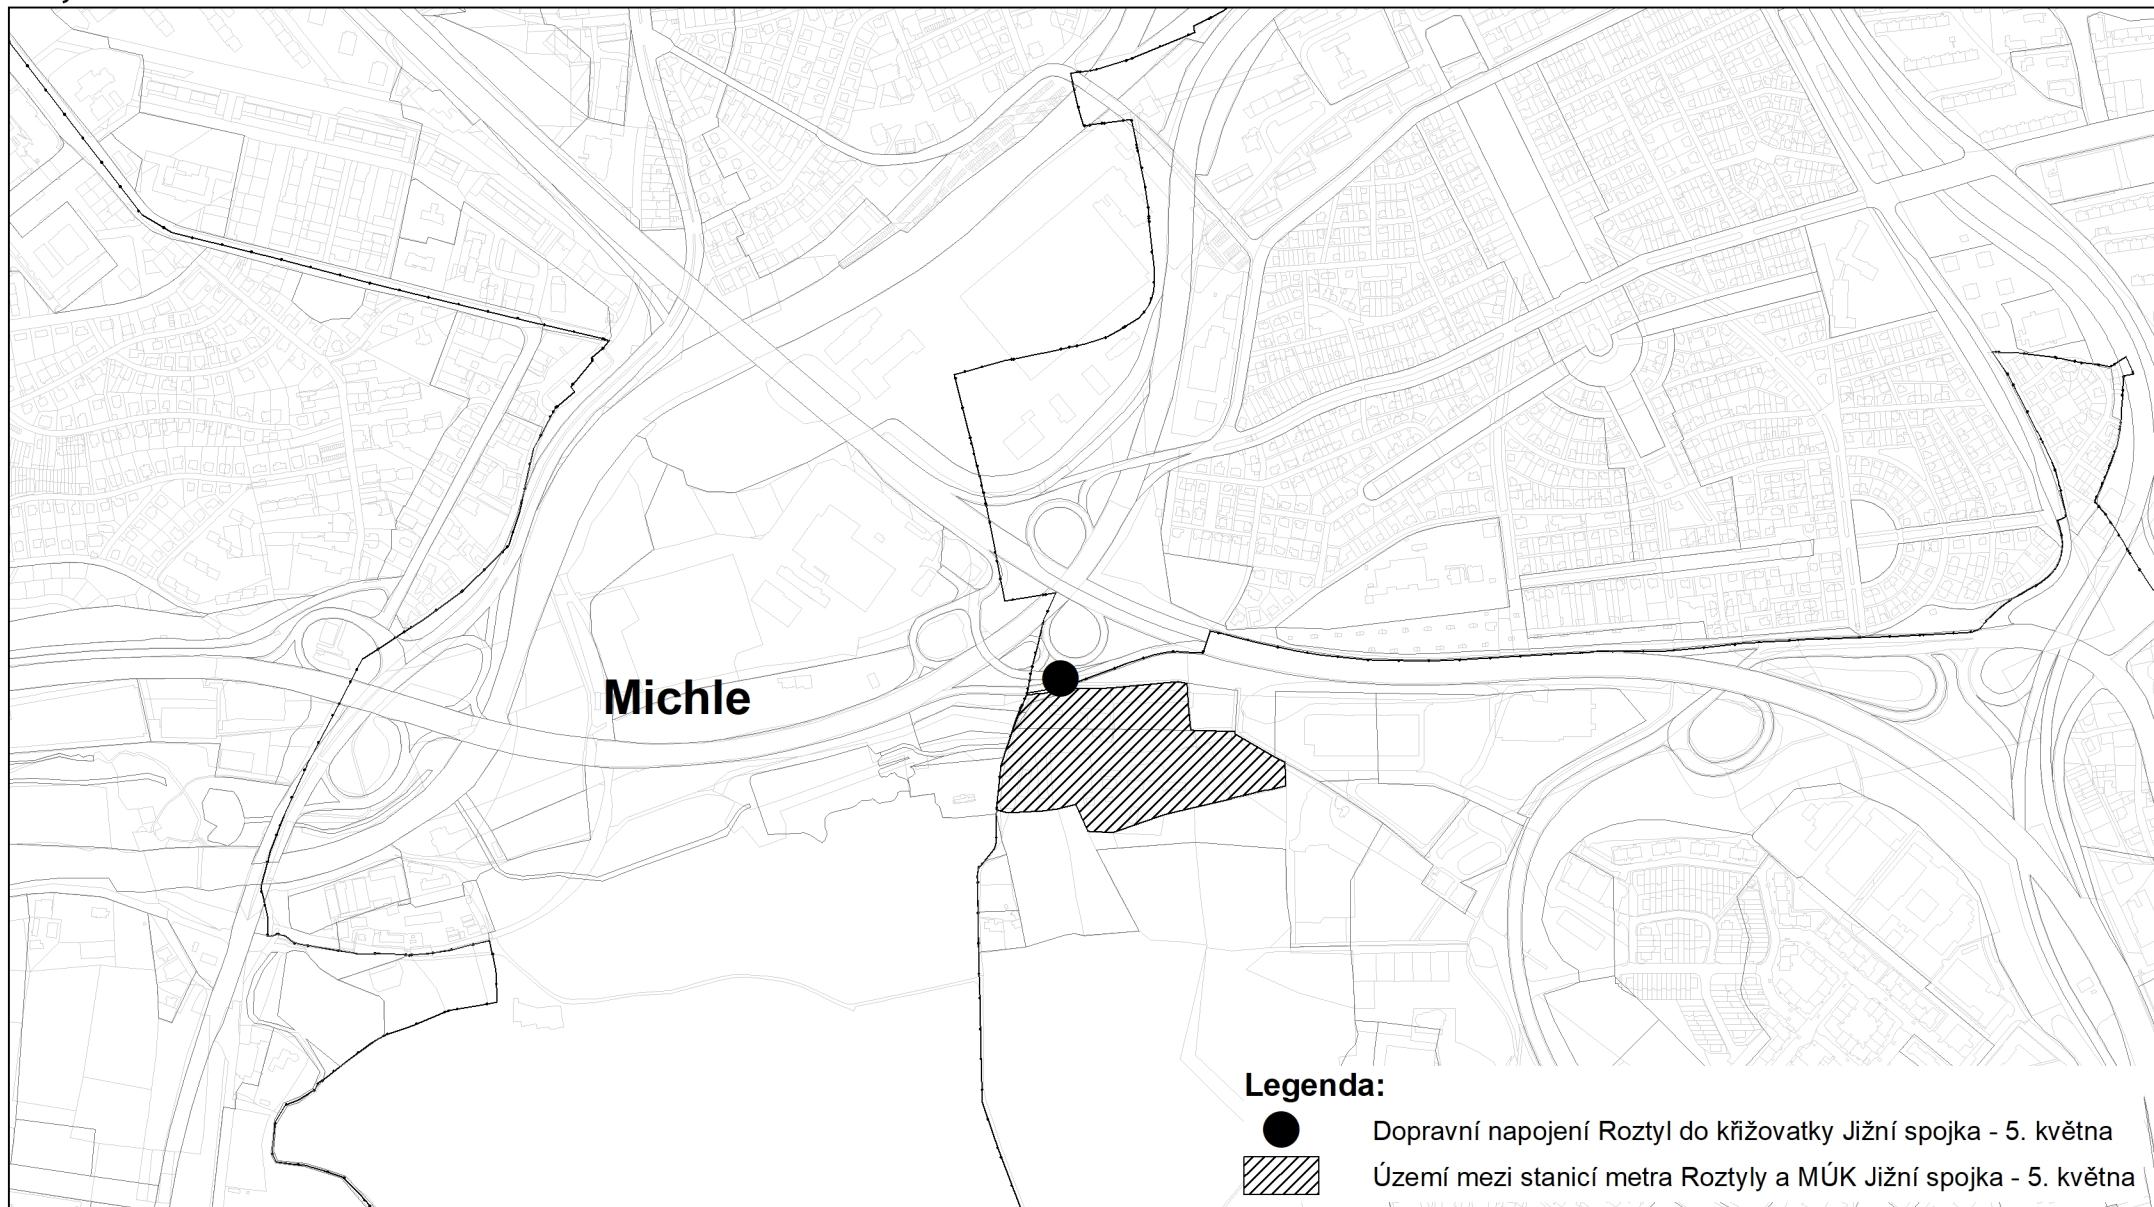 Michle
Legenda:
Dopravní napojení Roztyl do křižovatky Jižní spojka - 5. května
Území mezi stanicí metra Roztyly a MÚK Jižní spojka - 5. května